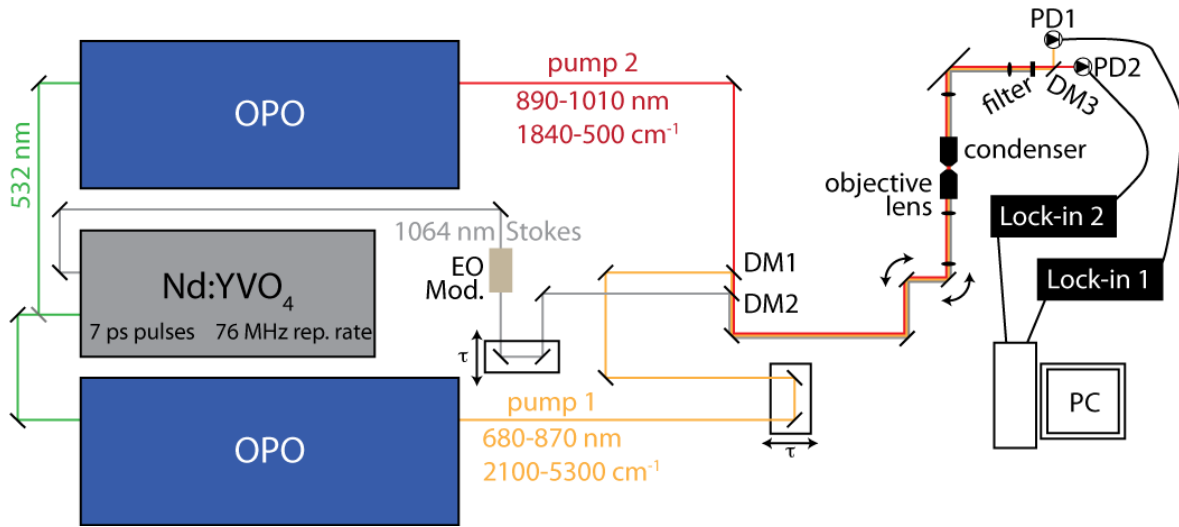 PD1
PD2
DM3
filter
OPO
pump 2
890-1010 nm
1840-500 cm⁻¹
532 nm
condenser
objective
lens
Lock-in 2
Lock-in 1
1064 nm Stokes
EO
Mod.
Nd:YVO₄
7 ps pulses 76 MHz rep. rate
DM1
DM2
τ
OPO
pump 1
680-870 nm
2100-5300 cm⁻¹
τ
PC